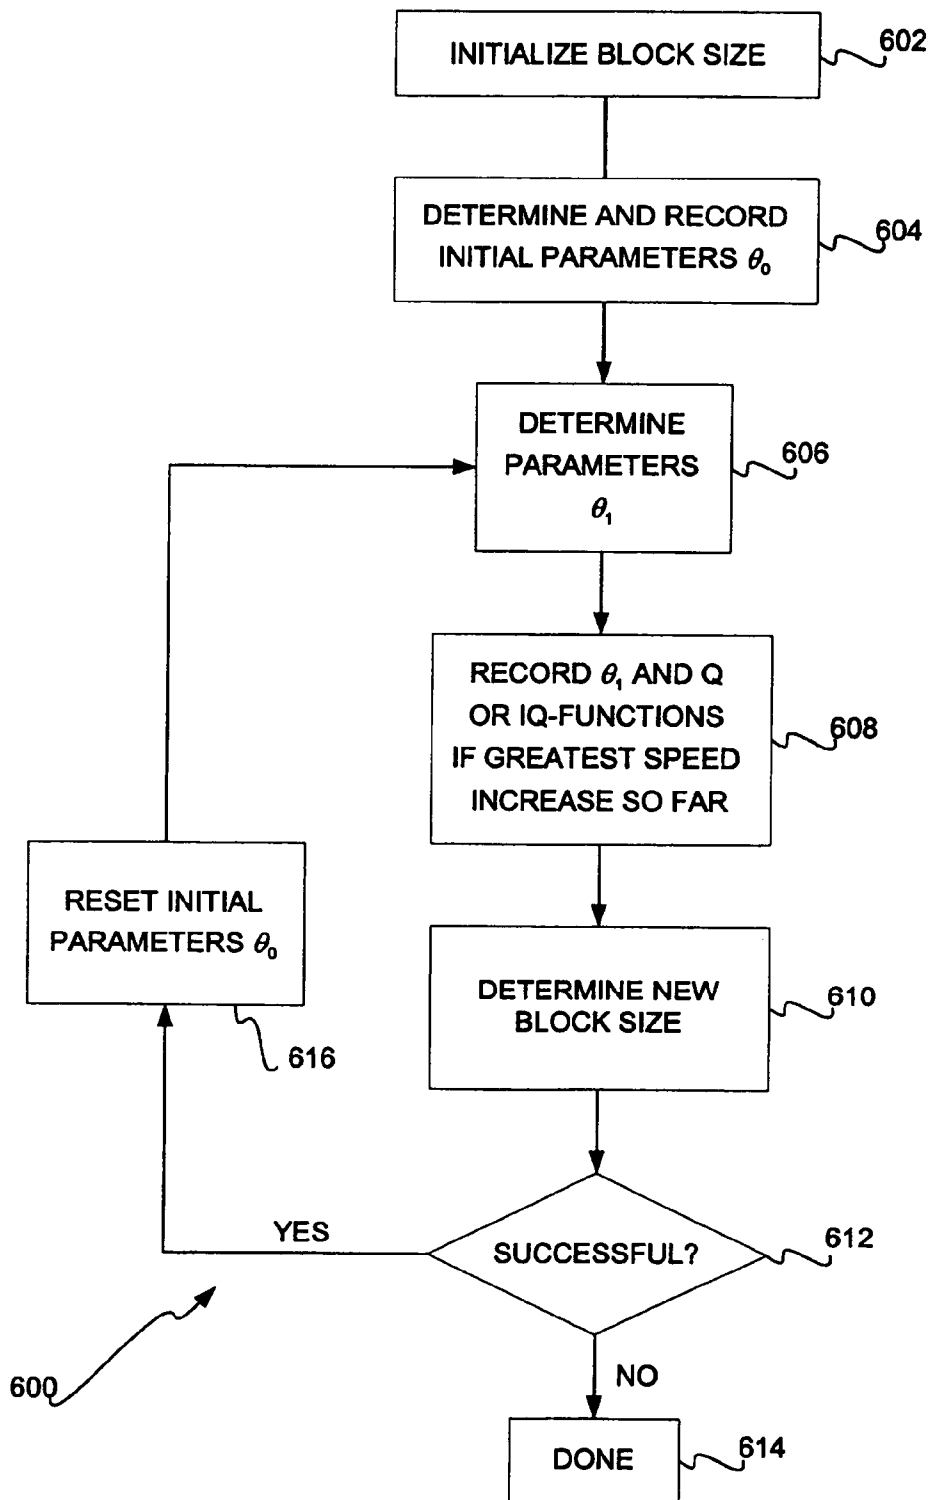 INITIALIZE BLOCK SIZE
602
DETERMINE AND RECORD
INITIAL PARAMETERS θ₀
604
DETERMINE
PARAMETERS
θ₁
606
RECORD θ₁ AND Q
OR IQ-FUNCTIONS
IF GREATEST SPEED
INCREASE SO FAR
608
RESET INITIAL
PARAMETERS θ₀
616
DETERMINE NEW
BLOCK SIZE
610
YES
SUCCESSFUL?
612
600
NO
DONE
614